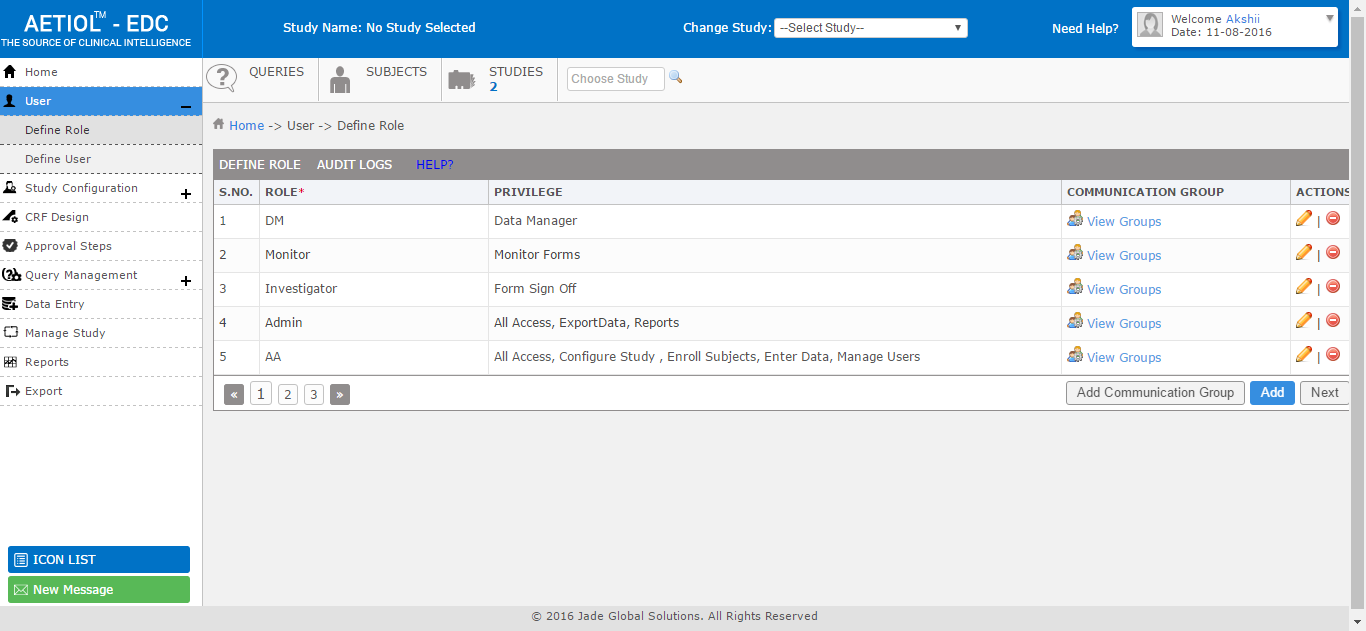 AETIOL™ - EDC
THE SOURCE OF CLINICAL INTELLIGENCE
Study Name: No Study Selected
Change Study: --Select Study--
Need Help?
Welcome Akshii
Date: 11-08-2016
Home
User
Define Role
Define User
Study Configuration
CRF Design
Approval Steps
Query Management
Data Entry
Manage Study
Reports
Export
ICON LIST
New Message
QUERIES
SUBJECTS
STUDIES
2
Choose Study
Home -> User -> Define Role
DEFINE ROLE AUDIT LOGS HELP?
S.NO. ROLE* PRIVILEGE COMMUNICATION GROUP ACTIONS
1 DM Data Manager View Groups |
2 Monitor Monitor Forms View Groups |
3 Investigator Form Sign Off View Groups |
4 Admin All Access, ExportData, Reports View Groups |
5 AA All Access, Configure Study , Enroll Subjects, Enter Data, Manage Users View Groups |
« 1 2 3 » Add Communication Group Add Next
© 2016 Jade Global Solutions. All Rights Reserved